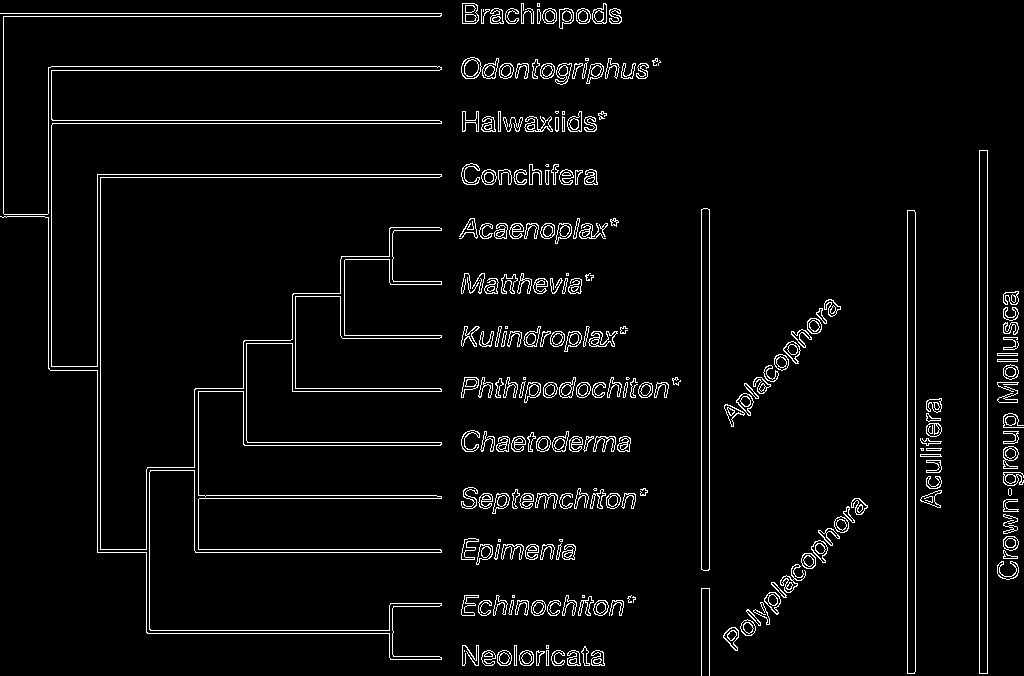 Brachiopods
Odontogriphus*
Halwaxiids*
Conchifera
Acaenoplax*
Matthevia*
Kulindroplax*
Phthipodochiton*
Chaetoderma
Septemchiton*
Epimenia
Echinochiton*
Neoloricata
Aplacophora
Polyplacophora
Aculifera
Crown-group Mollusca